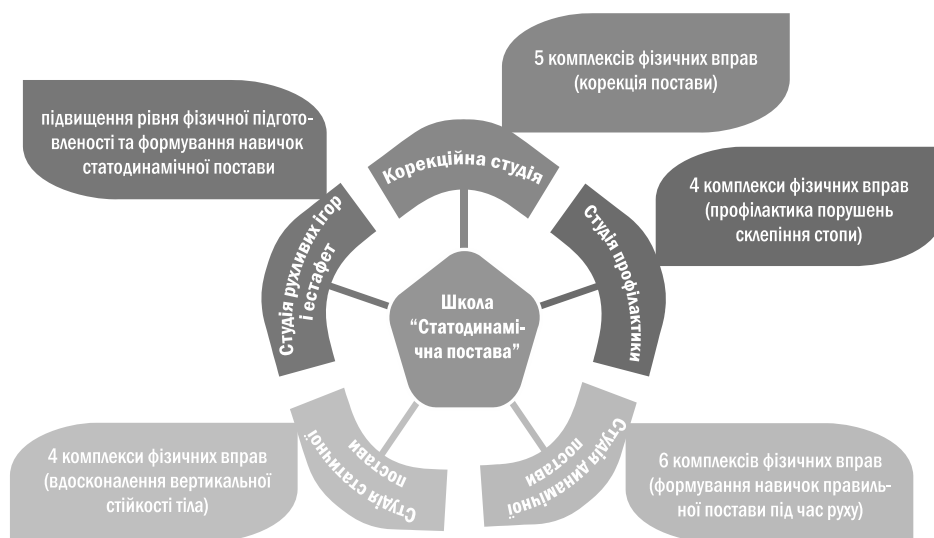 5 комплексів фізичних вправ
(корекція постави)
підвищення рівня фізичної підгото-
вленості та формування навичок
статодинамічної постави
Корекційна студія
4 комплекси фізичних вправ
(профілактика порушень
склепіння стопи)
Студія рухливих ігор
і естафет
Студія профілактики
Школа
“Статодинамі-
чна постава”
Студія статичної
постави
Студія динамічної
постави
4 комплекси фізичних вправ
(вдосконалення вертикальної
стійкості тіла)
6 комплексів фізичних вправ
(формування навичок правиль-
ної постави під час руху)